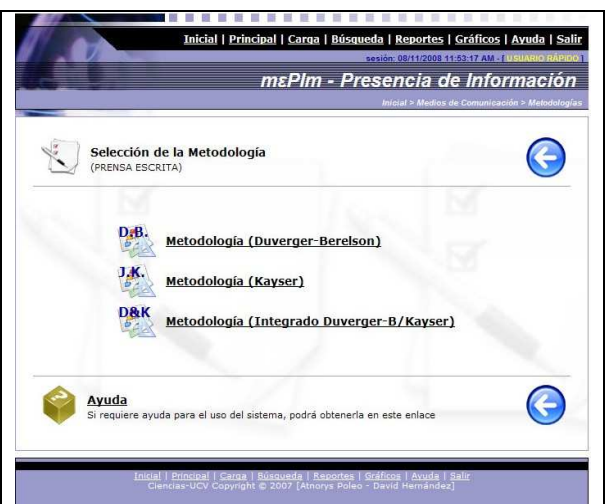 Inicial | Principal | Carga | Búsqueda | Reportes | Gráficos | Ayuda | Salir
sesión: 08/11/2008 11:53:17 AM - [ USUARIO RÁPIDO ]
mεPIm - Presencia de Información
Inicial > Medios de Comunicación > Metodologías
Selección de la Metodología
(PRENSA ESCRITA)
D.B.
Metodología (Duverger-Berelson)
J.K.
Metodología (Kayser)
D&K
Metodología (Integrado Duverger-B/Kayser)
Ayuda
Si requiere ayuda para el uso del sistema, podrá obtenerla en este enlace
Inicial | Principal | Carga | Búsqueda | Reportes | Gráficos | Ayuda | Salir
Ciencias-UCV Copyright © 2007 [Atnorys Poleo - David Hernández]